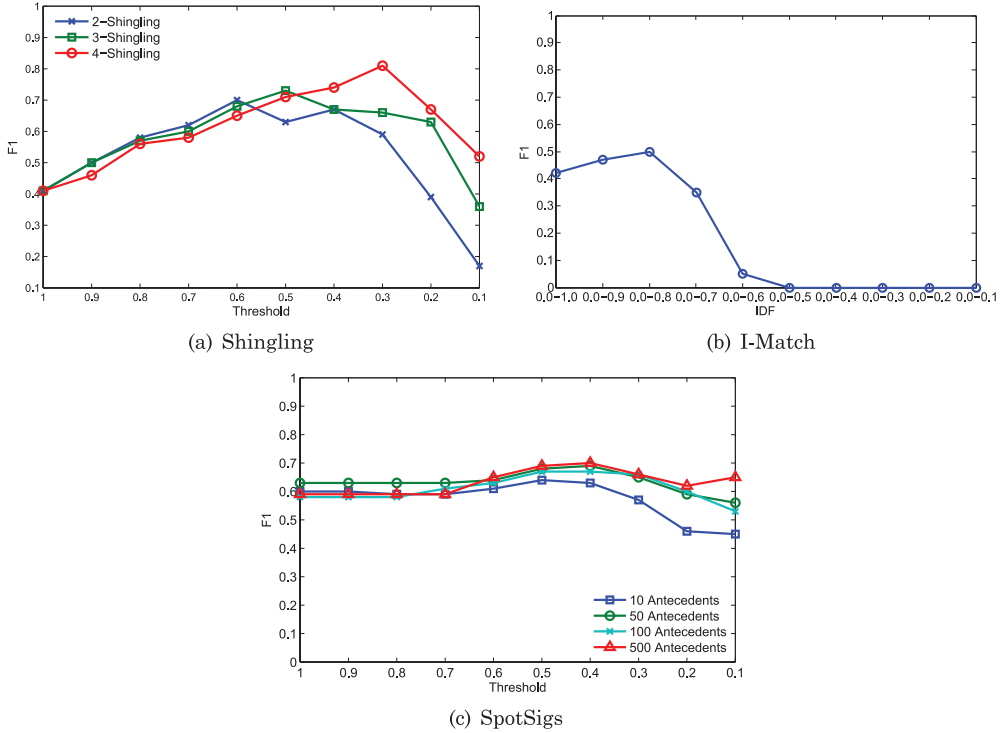 1
0.9
0.8
0.7
0.6
0.5
0.4
0.3
0.2
0.1
F1
2−Shingling
3−Shingling
4−Shingling
1 0.9 0.8 0.7 0.6 0.5 0.4 0.3 0.2 0.1
Threshold
(a) Shingling
1
0.9
0.8
0.7
0.6
0.5
0.4
0.3
0.2
0.1
0
F1
0.0−1.0 0.0−0.9 0.0−0.8 0.0−0.7 0.0−0.6 0.0−0.5 0.0−0.4 0.0−0.3 0.0−0.2 0.0−0.1
IDF
(b) I-Match
1
0.9
0.8
0.7
0.6
0.5
0.4
0.3
0.2
0.1
0
F1
10 Antecedents
50 Antecedents
100 Antecedents
500 Antecedents
1 0.9 0.8 0.7 0.6 0.5 0.4 0.3 0.2 0.1
Threshold
(c) SpotSigs